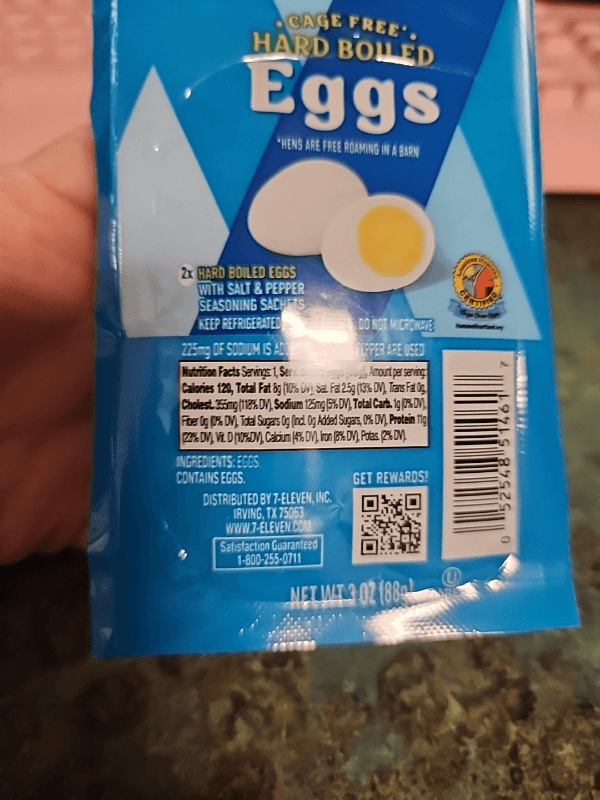 • CAGE FREE* •
HARD BOILED
Eggs
*HENS ARE FREE ROAMING IN A BARN
2x HARD BOILED EGGS
WITH SALT & PEPPER
SEASONING SACHETS
KEEP REFRIGERATED DO NOT MICROWAVE
225mg OF SODIUM IS PEPPER ARE USED
Nutrition Facts Servings: 1, Amount per serving:
Calories 120, Total Fat 8g (10% DV), Sat. Fat 2.5g (13% DV), Trans Fat 0g,
Cholest. 355mg (118% DV), Sodium 125mg (5% DV), Total Carb. 1g (0% DV),
Fiber 0g (0% DV), Total Sugars 0g (Incl. 0g Added Sugars, 0% DV), Protein 11g
(23% DV), Vit. D (10%DV), Calcium (4% DV), Iron (8% DV), Potas. (2% DV).
INGREDIENTS: EGGS.
CONTAINS EGGS.
DISTRIBUTED BY 7-ELEVEN, INC.
IRVING, TX 75063
WWW.7-ELEVEN.COM
Satisfaction Guaranteed
1-800-255-0711
GET REWARDS!
0 52548 51461 7
CERTIFIED
NET WT 3 OZ (88g)
U